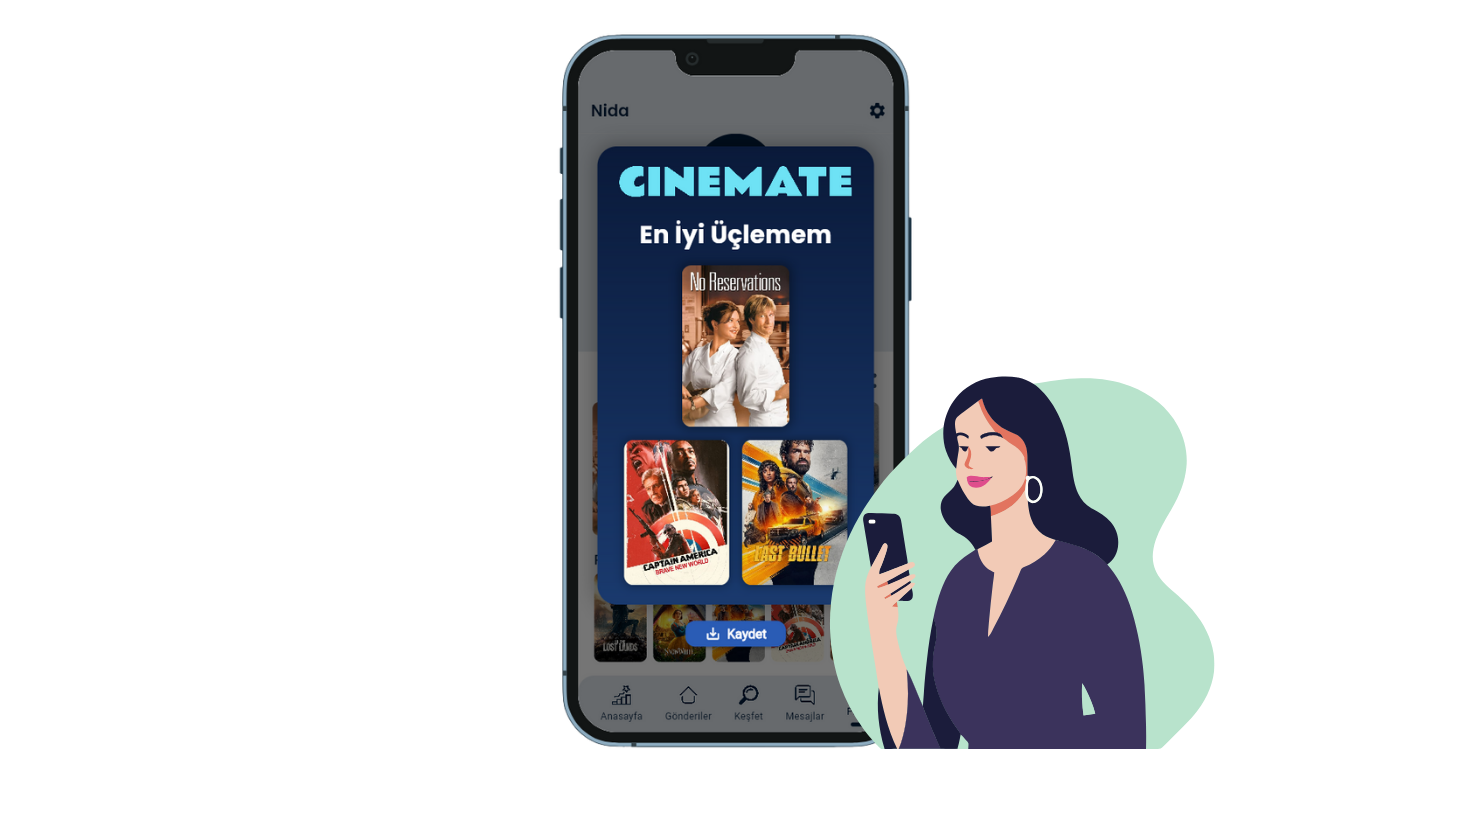 Nida
CINEMATE
En İyi Üçlemem
No Reservations
CAPTAIN AMERICA
BRAVE NEW WORLD
LAST BULLET
Kaydet
LOST LANDS
Anasayfa
Gönderiler
Keşfet
Mesajlar